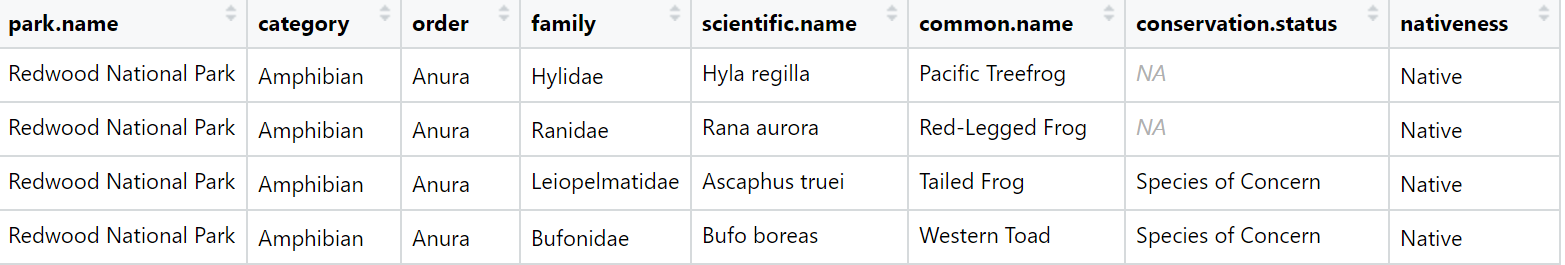 park.name category order family scientific.name common.name conservation.status nativeness
Redwood National Park Amphibian Anura Hylidae Hyla regilla Pacific Treefrog NA Native
Redwood National Park Amphibian Anura Ranidae Rana aurora Red-Legged Frog NA Native
Redwood National Park Amphibian Anura Leiopelmatidae Ascaphus truei Tailed Frog Species of Concern Native
Redwood National Park Amphibian Anura Bufonidae Bufo boreas Western Toad Species of Concern Native